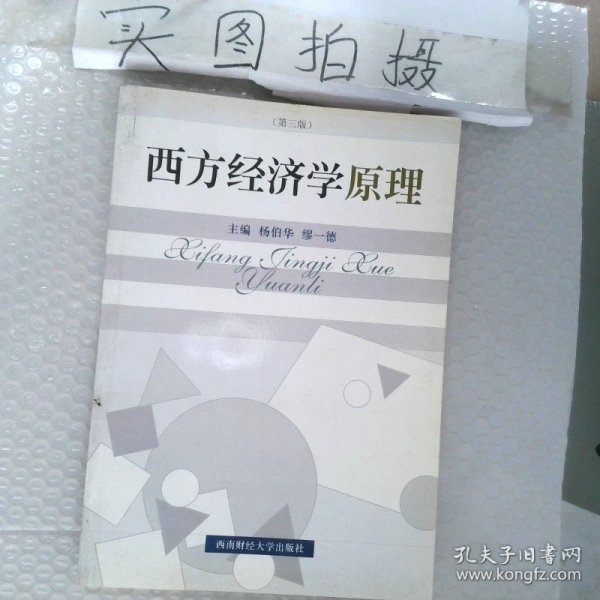 买图拍摄
（第三版）
西方经济学原理
主编 杨伯华 缪一德
Xifang Jingji Xue
Yuanli
西南财经大学出版社
孔夫子旧书网
www.kongfz.com